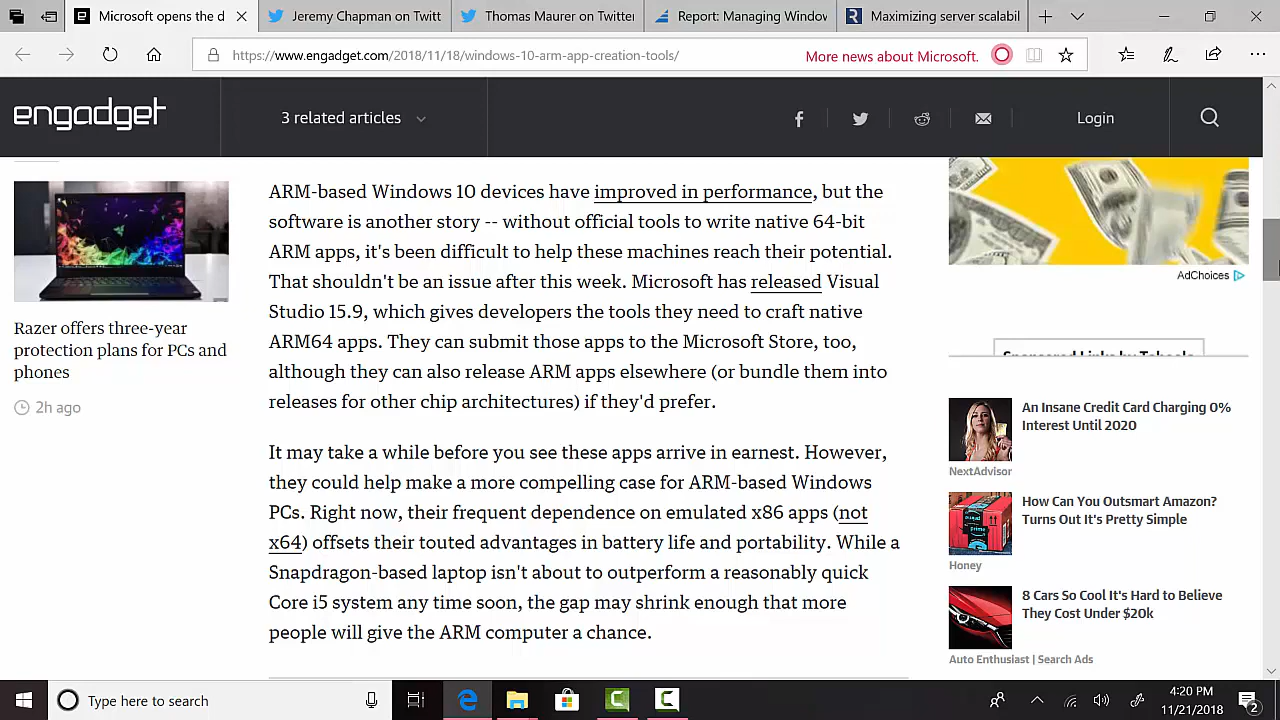 Microsoft opens the d
Jeremy Chapman on Twitt
Thomas Maurer on Twitter
Report: Managing Window
Maximizing server scalabil
https://www.engadget.com/2018/11/18/windows-10-arm-app-creation-tools/
More news about Microsoft.
engadget
3 related articles
Login
Razer offers three-year
protection plans for PCs and
phones
2h ago
ARM-based Windows 10 devices have improved in performance, but the
software is another story -- without official tools to write native 64-bit
ARM apps, it's been difficult to help these machines reach their potential.
That shouldn't be an issue after this week. Microsoft has released Visual
Studio 15.9, which gives developers the tools they need to craft native
ARM64 apps. They can submit those apps to the Microsoft Store, too,
although they can also release ARM apps elsewhere (or bundle them into
releases for other chip architectures) if they'd prefer.
It may take a while before you see these apps arrive in earnest. However,
they could help make a more compelling case for ARM-based Windows
PCs. Right now, their frequent dependence on emulated x86 apps (not
x64) offsets their touted advantages in battery life and portability. While a
Snapdragon-based laptop isn't about to outperform a reasonably quick
Core i5 system any time soon, the gap may shrink enough that more
people will give the ARM computer a chance.
AdChoices
Sponsored Links by Taboola
An Insane Credit Card Charging 0%
Interest Until 2020
NextAdvisor
How Can You Outsmart Amazon?
Turns Out It's Pretty Simple
Honey
8 Cars So Cool It's Hard to Believe
They Cost Under $20k
Auto Enthusiast | Search Ads
Type here to search
4:20 PM
11/21/2018
2